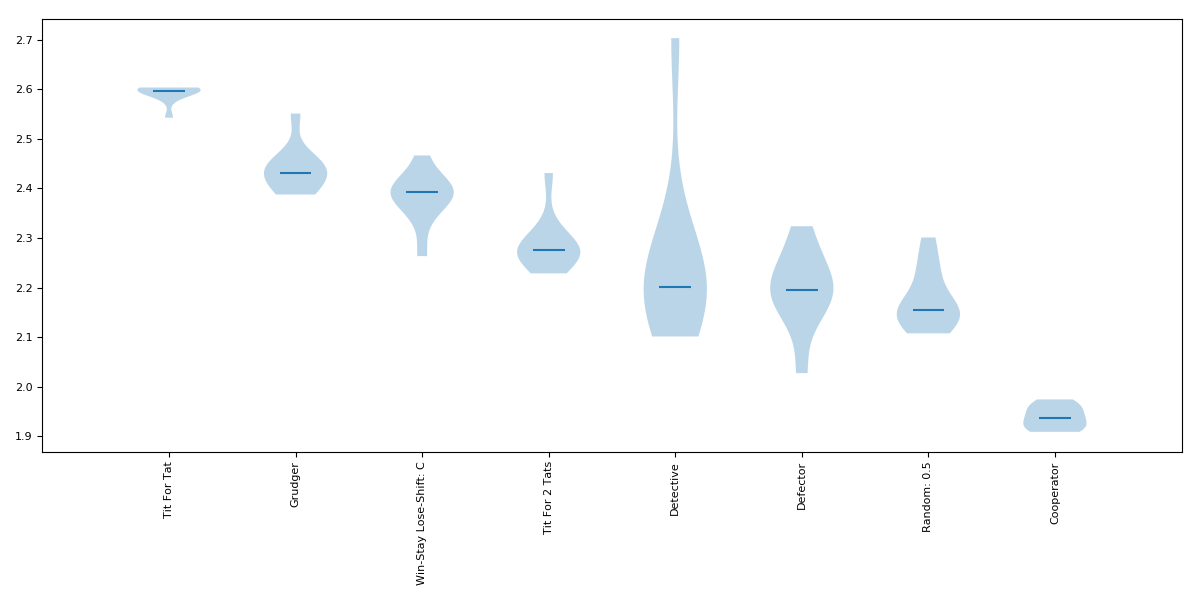 2.7
2.6
2.5
2.4
2.3
2.2
2.1
2.0
1.9
Tit For Tat
Grudger
Win-Stay Lose-Shift: C
Tit For 2 Tats
Detective
Defector
Random: 0.5
Cooperator